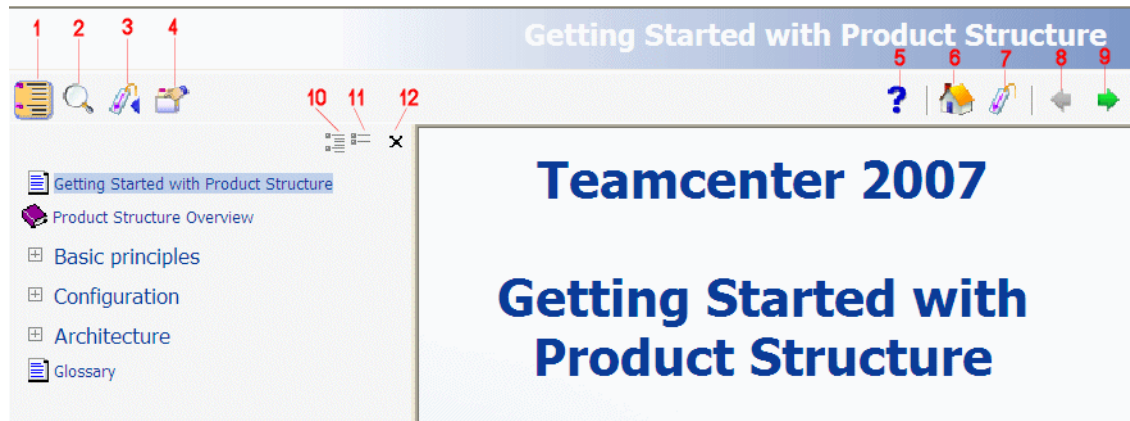 1 2 3 4
Getting Started with Product Structure
5 6 7 8 9
?
10 11 12
Getting Started with Product Structure
Product Structure Overview
Basic principles
Configuration
Architecture
Glossary
Teamcenter 2007
Getting Started with
Product Structure